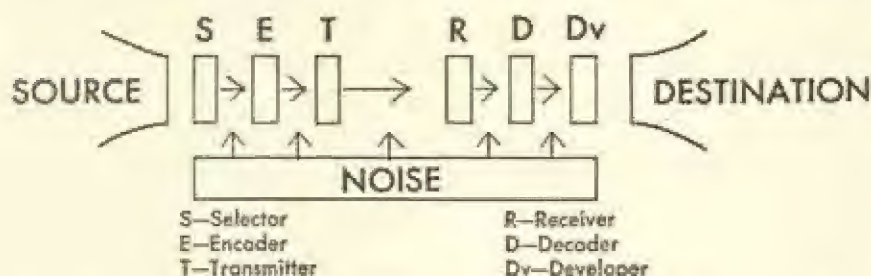 S E T R D Dv
SOURCE DESTINATION
NOISE
S—Selector R—Receiver
E—Encoder D—Decoder
T—Transmitter Dv—Developer